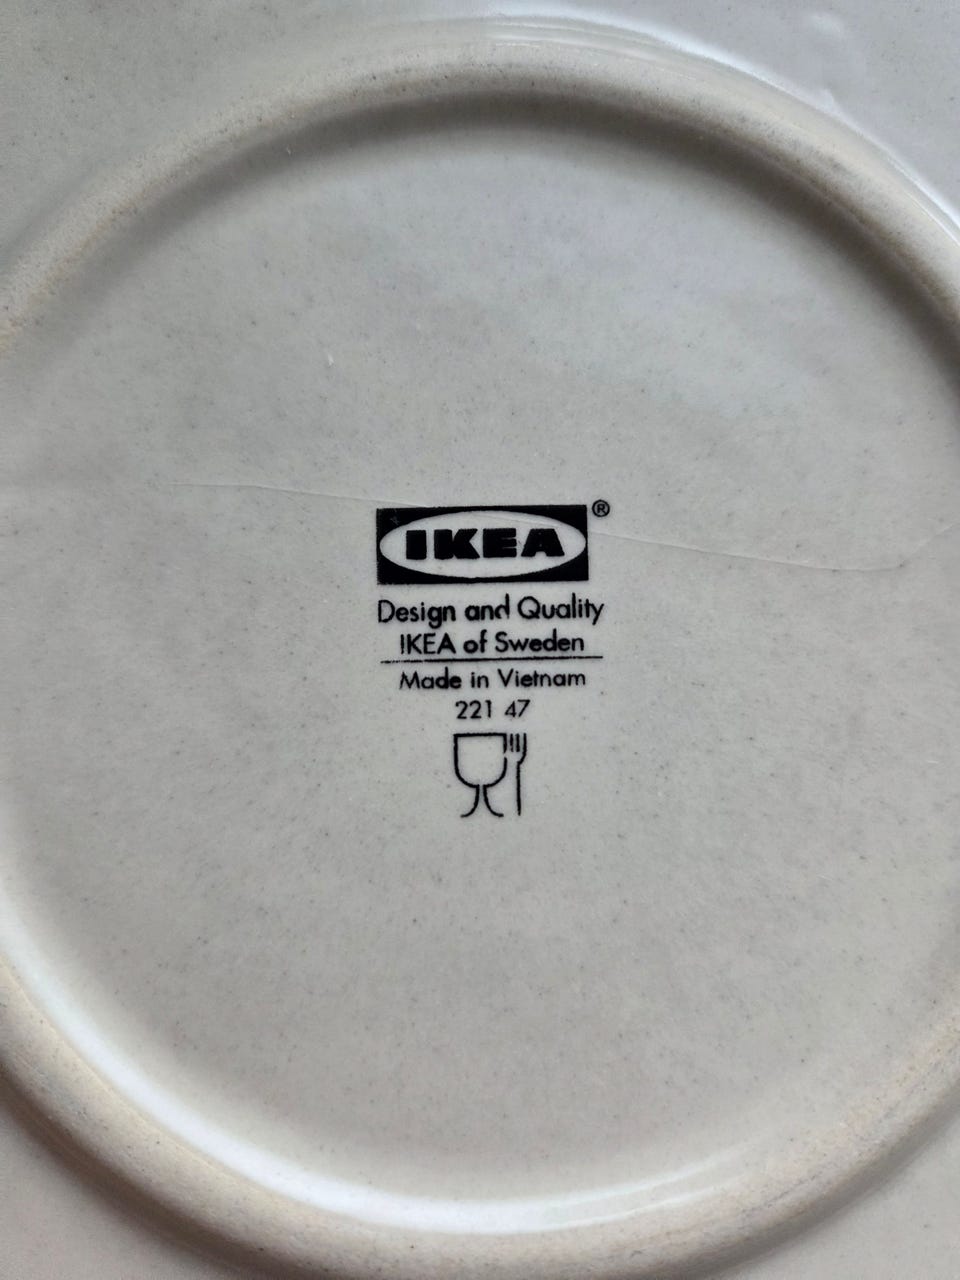 IKEA®
Design and Quality
IKEA of Sweden
Made in Vietnam
221 47